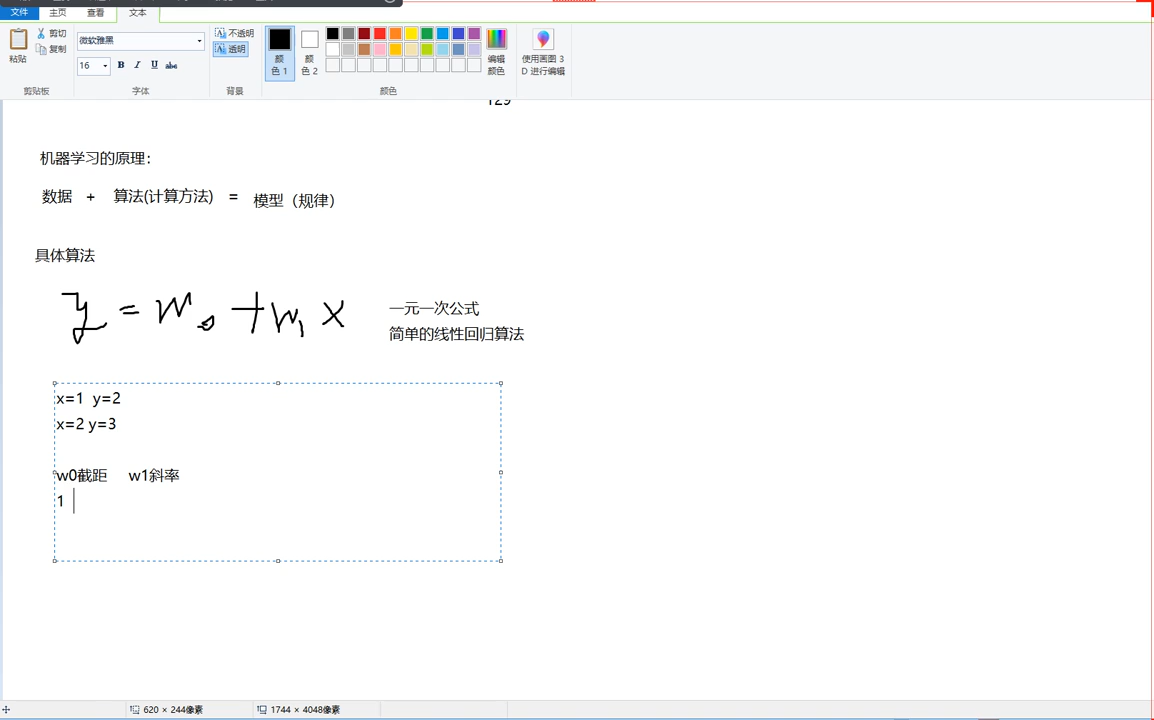 文件 主页 查看 文本
粘贴
剪切
复制
剪贴板
微软雅黑
16
B I U abc
字体
不透明
透明
背景
颜色 1
颜色 2
编辑颜色
颜色
使用画图 3D 进行编辑
129
机器学习的原理：
数据 + 算法(计算方法) = 模型（规律）
具体算法
y = w0 + w1 x
一元一次公式
简单的线性回归算法
x=1 y=2
x=2 y=3
w0截距 w1斜率
1
620 × 244像素 1744 × 4048像素